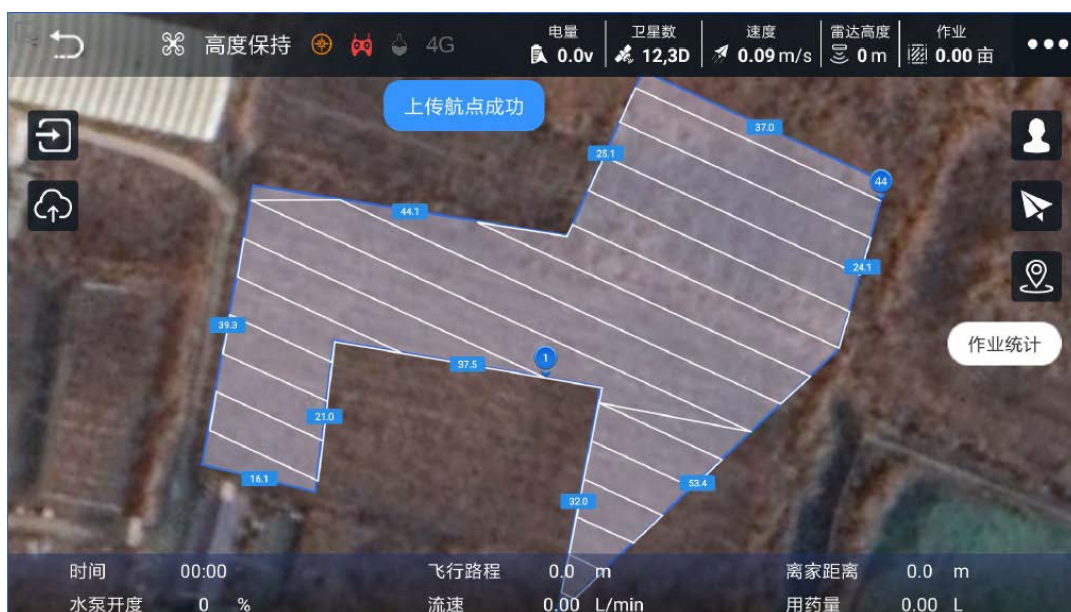 高度保持 4G
电量 0.0v
卫星数 12,3D
速度 0.09 m/s
雷达高度 0 m
作业 0.00 亩
上传航点成功
37.0
25.1
44
44.1
24.1
39.3
作业统计
1
37.5
21.0
16.1
53.4
32.0
时间 00:00
飞行路程 0.0 m
离家距离 0.0 m
水泵开度 0 %
流速 0.00 L/min
用药量 0.00 L